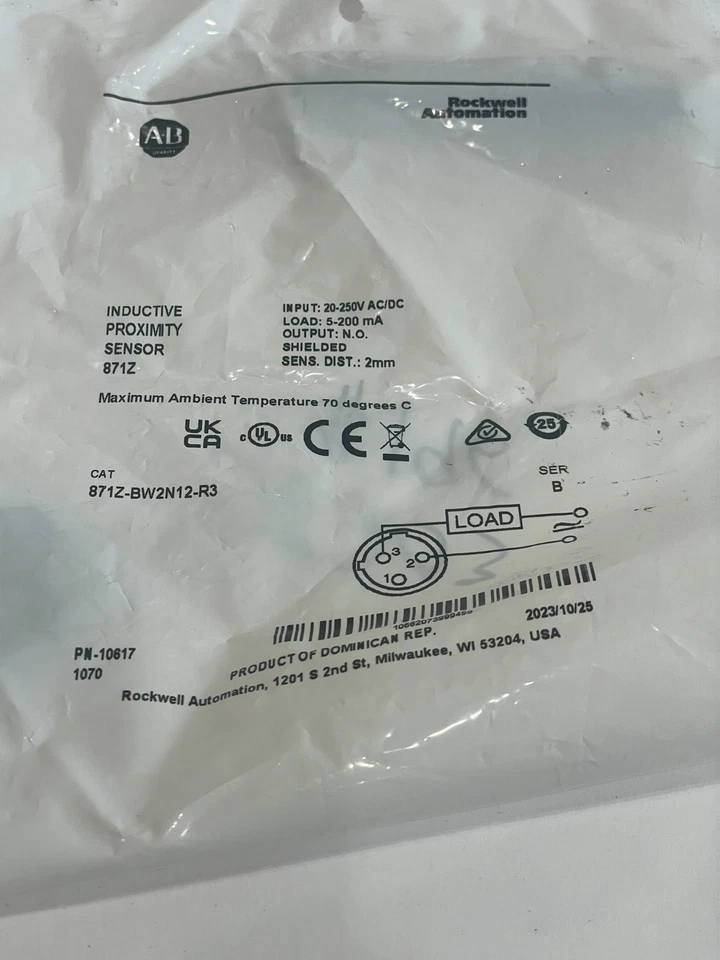 Rockwell
Automation
AB
QUALITY
INDUCTIVE
PROXIMITY
SENSOR
871Z
INPUT: 20-250V AC/DC
LOAD: 5-200 mA
OUTPUT: N.O.
SHIELDED
SENS. DIST.: 2mm
Maximum Ambient Temperature 70 degrees C
UK
CA
c UL us
CE
25
CAT
871Z-BW2N12-R3
SER
B
LOAD
3
2
1
2023/10/25
PRODUCT OF DOMINICAN REP.
PN-10617
1070
Rockwell Automation, 1201 S 2nd St, Milwaukee, WI 53204, USA